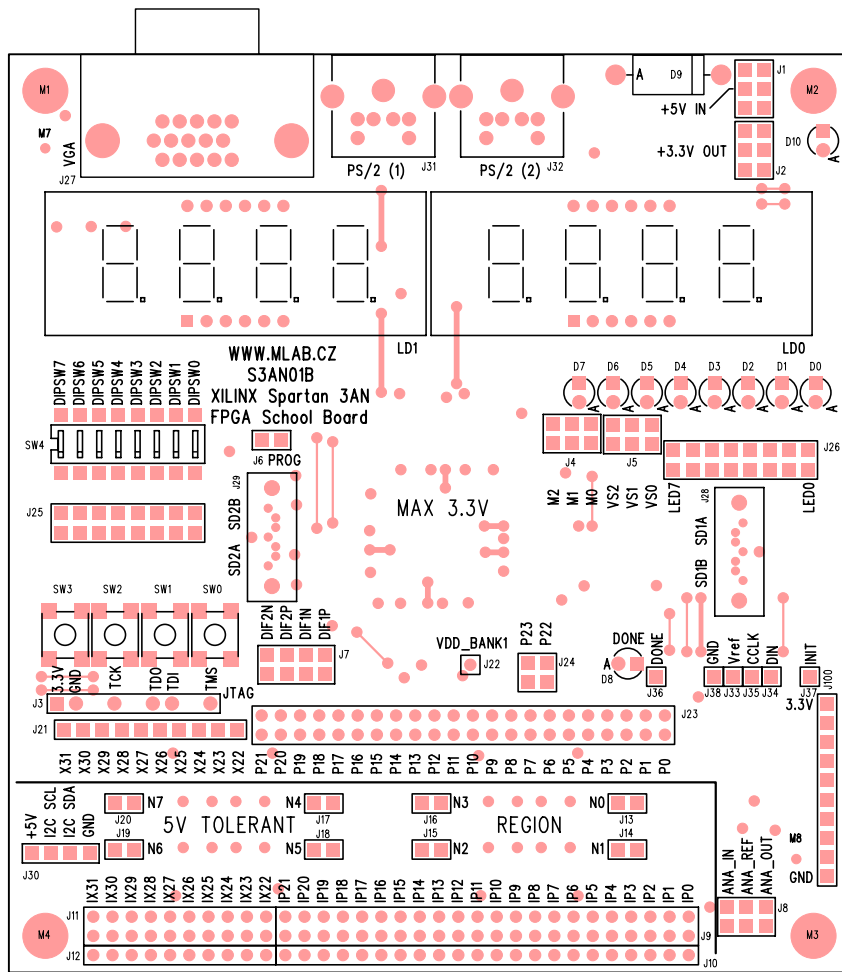 M1
M2
M7
VGA
J27
PS/2 (1)
J31
PS/2 (2)
J32
A
D9
+5V IN
J1
+3.3V OUT
J2
D10
A
LD1
LD0
WWW.MLAB.CZ
S3AN01B
XILINX Spartan 3AN
FPGA School Board
DIPSW7
DIPSW6
DIPSW5
DIPSW4
DIPSW3
DIPSW2
DIPSW1
DIPSW0
SW4
J25
J6
PROG
J29
SD2B
SD2A
MAX 3.3V
D7
D6
D5
D4
D3
D2
D1
D0
A
A
A
A
A
A
A
A
J4
J5
J26
M2
M1
M0
VS2
VS1
VS0
LED7
LED0
J28
SD1A
SD1B
SW3
SW2
SW1
SW0
DIF2N
DIF2P
DIF1N
DIF1P
J7
VDD_BANK1
J22
P23
P22
J24
DONE
A
D8
DONE
J36
GND
Vref
CCLK
DIN
INIT
J38
J33
J35
J34
J37
J100
3.3V
3.3V
GND
TCK
TDO
TDI
TMS
JTAG
J3
J21
J23
X31
X30
X29
X28
X27
X26
X25
X24
X23
X22
P21
P20
P19
P18
P17
P16
P15
P14
P13
P12
P11
P10
P9
P8
P7
P6
P5
P4
P3
P2
P1
P0
+5V
I2C SCL
I2C SDA
GND
J30
J20
N7
N4
J17
J16
N3
N0
J13
J19
N6
5V TOLERANT
N5
J18
J15
N2
REGION
N1
J14
M8
GND
ANA_IN
ANA_REF
ANA_OUT
J8
IX31
IX30
IX29
IX28
IX27
IX26
IX25
IX24
IX23
IX22
IP21
IP20
IP19
IP18
IP17
IP16
IP15
IP14
IP13
IP12
IP11
IP10
IP9
IP8
IP7
IP6
IP5
IP4
IP3
IP2
IP1
IP0
J11
J9
J12
J10
M4
M3